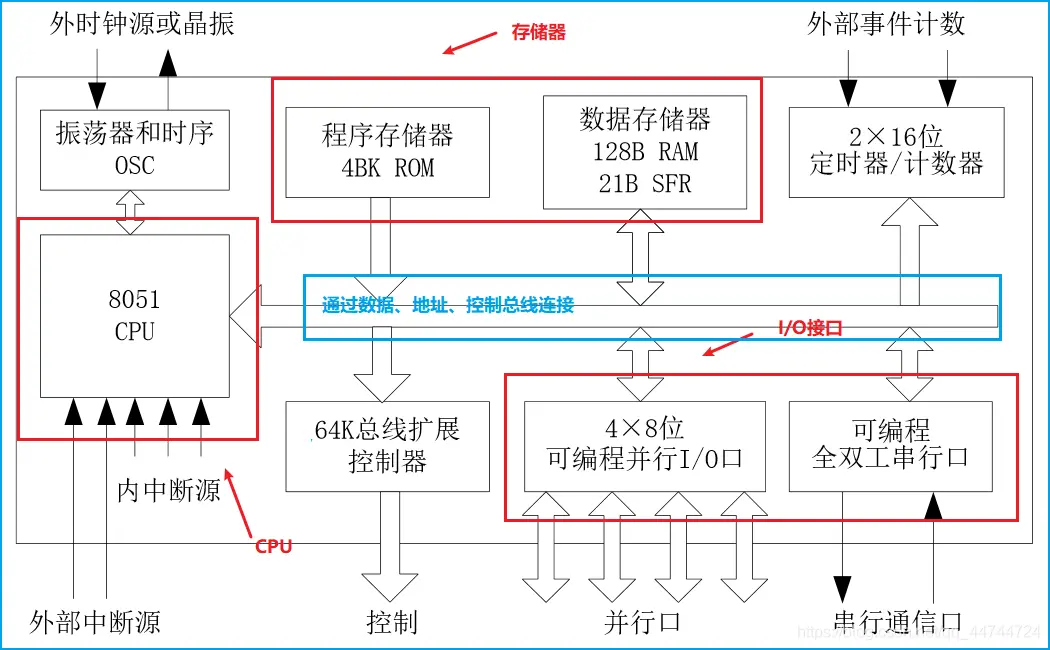 外时钟源或晶振
存储器
外部事件计数
振荡器和时序
OSC
程序存储器
4BK ROM
数据存储器
128B RAM
21B SFR
2×16位
定时器/计数器
8051
CPU
通过数据、地址、控制总线连接
I/O接口
64K总线扩展
控制器
4×8位
可编程并行I/O口
可编程
全双工串行口
内中断源
CPU
外部中断源
控制
并行口
串行通信口